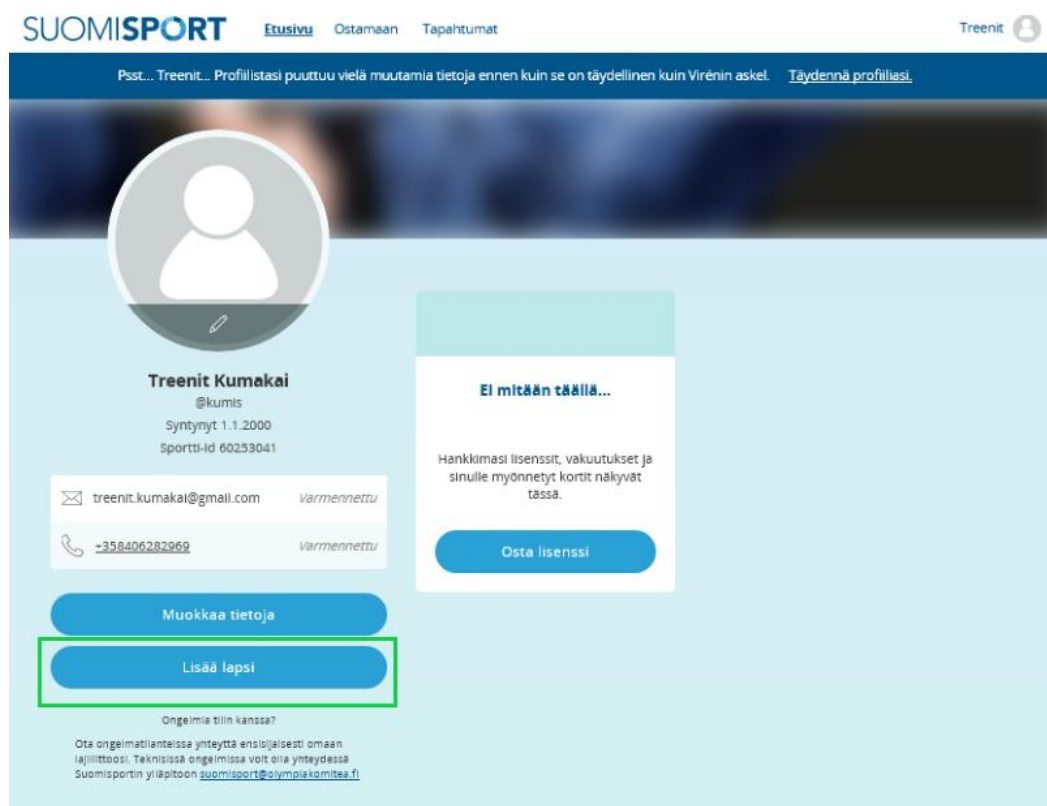 SUOMISPORT Etusivu Ostamaan Tapahtumat Treenit
Psst... Treenit... Profiilistasi puuttuu vielä muutamia tietoja ennen kuin se on täydellinen kuin Virénin askel. Täydennä profiiliasi.
Treenit Kumakai
@kumis
Syntynyt 1.1.2000
Sportti-id 60253041
treenit.kumakai@gmail.com Varmennettu
+358406282969 Varmennettu
Muokkaa tietoja
Lisää lapsi
Ongelmia tilin kanssa?
Ota ongelmatilanteissa yhteyttä ensisijaisesti omaan
lajiliittoosi. Teknisissä ongelmissa voit olla yhteydessä
Suomisportin ylläpitoon suomisport@olympiakomitea.fi
Ei mitään täällä...
Hankkimasi lisenssit, vakuutukset ja
sinulle myönnetyt kortit näkyvät
tässä.
Osta lisenssi